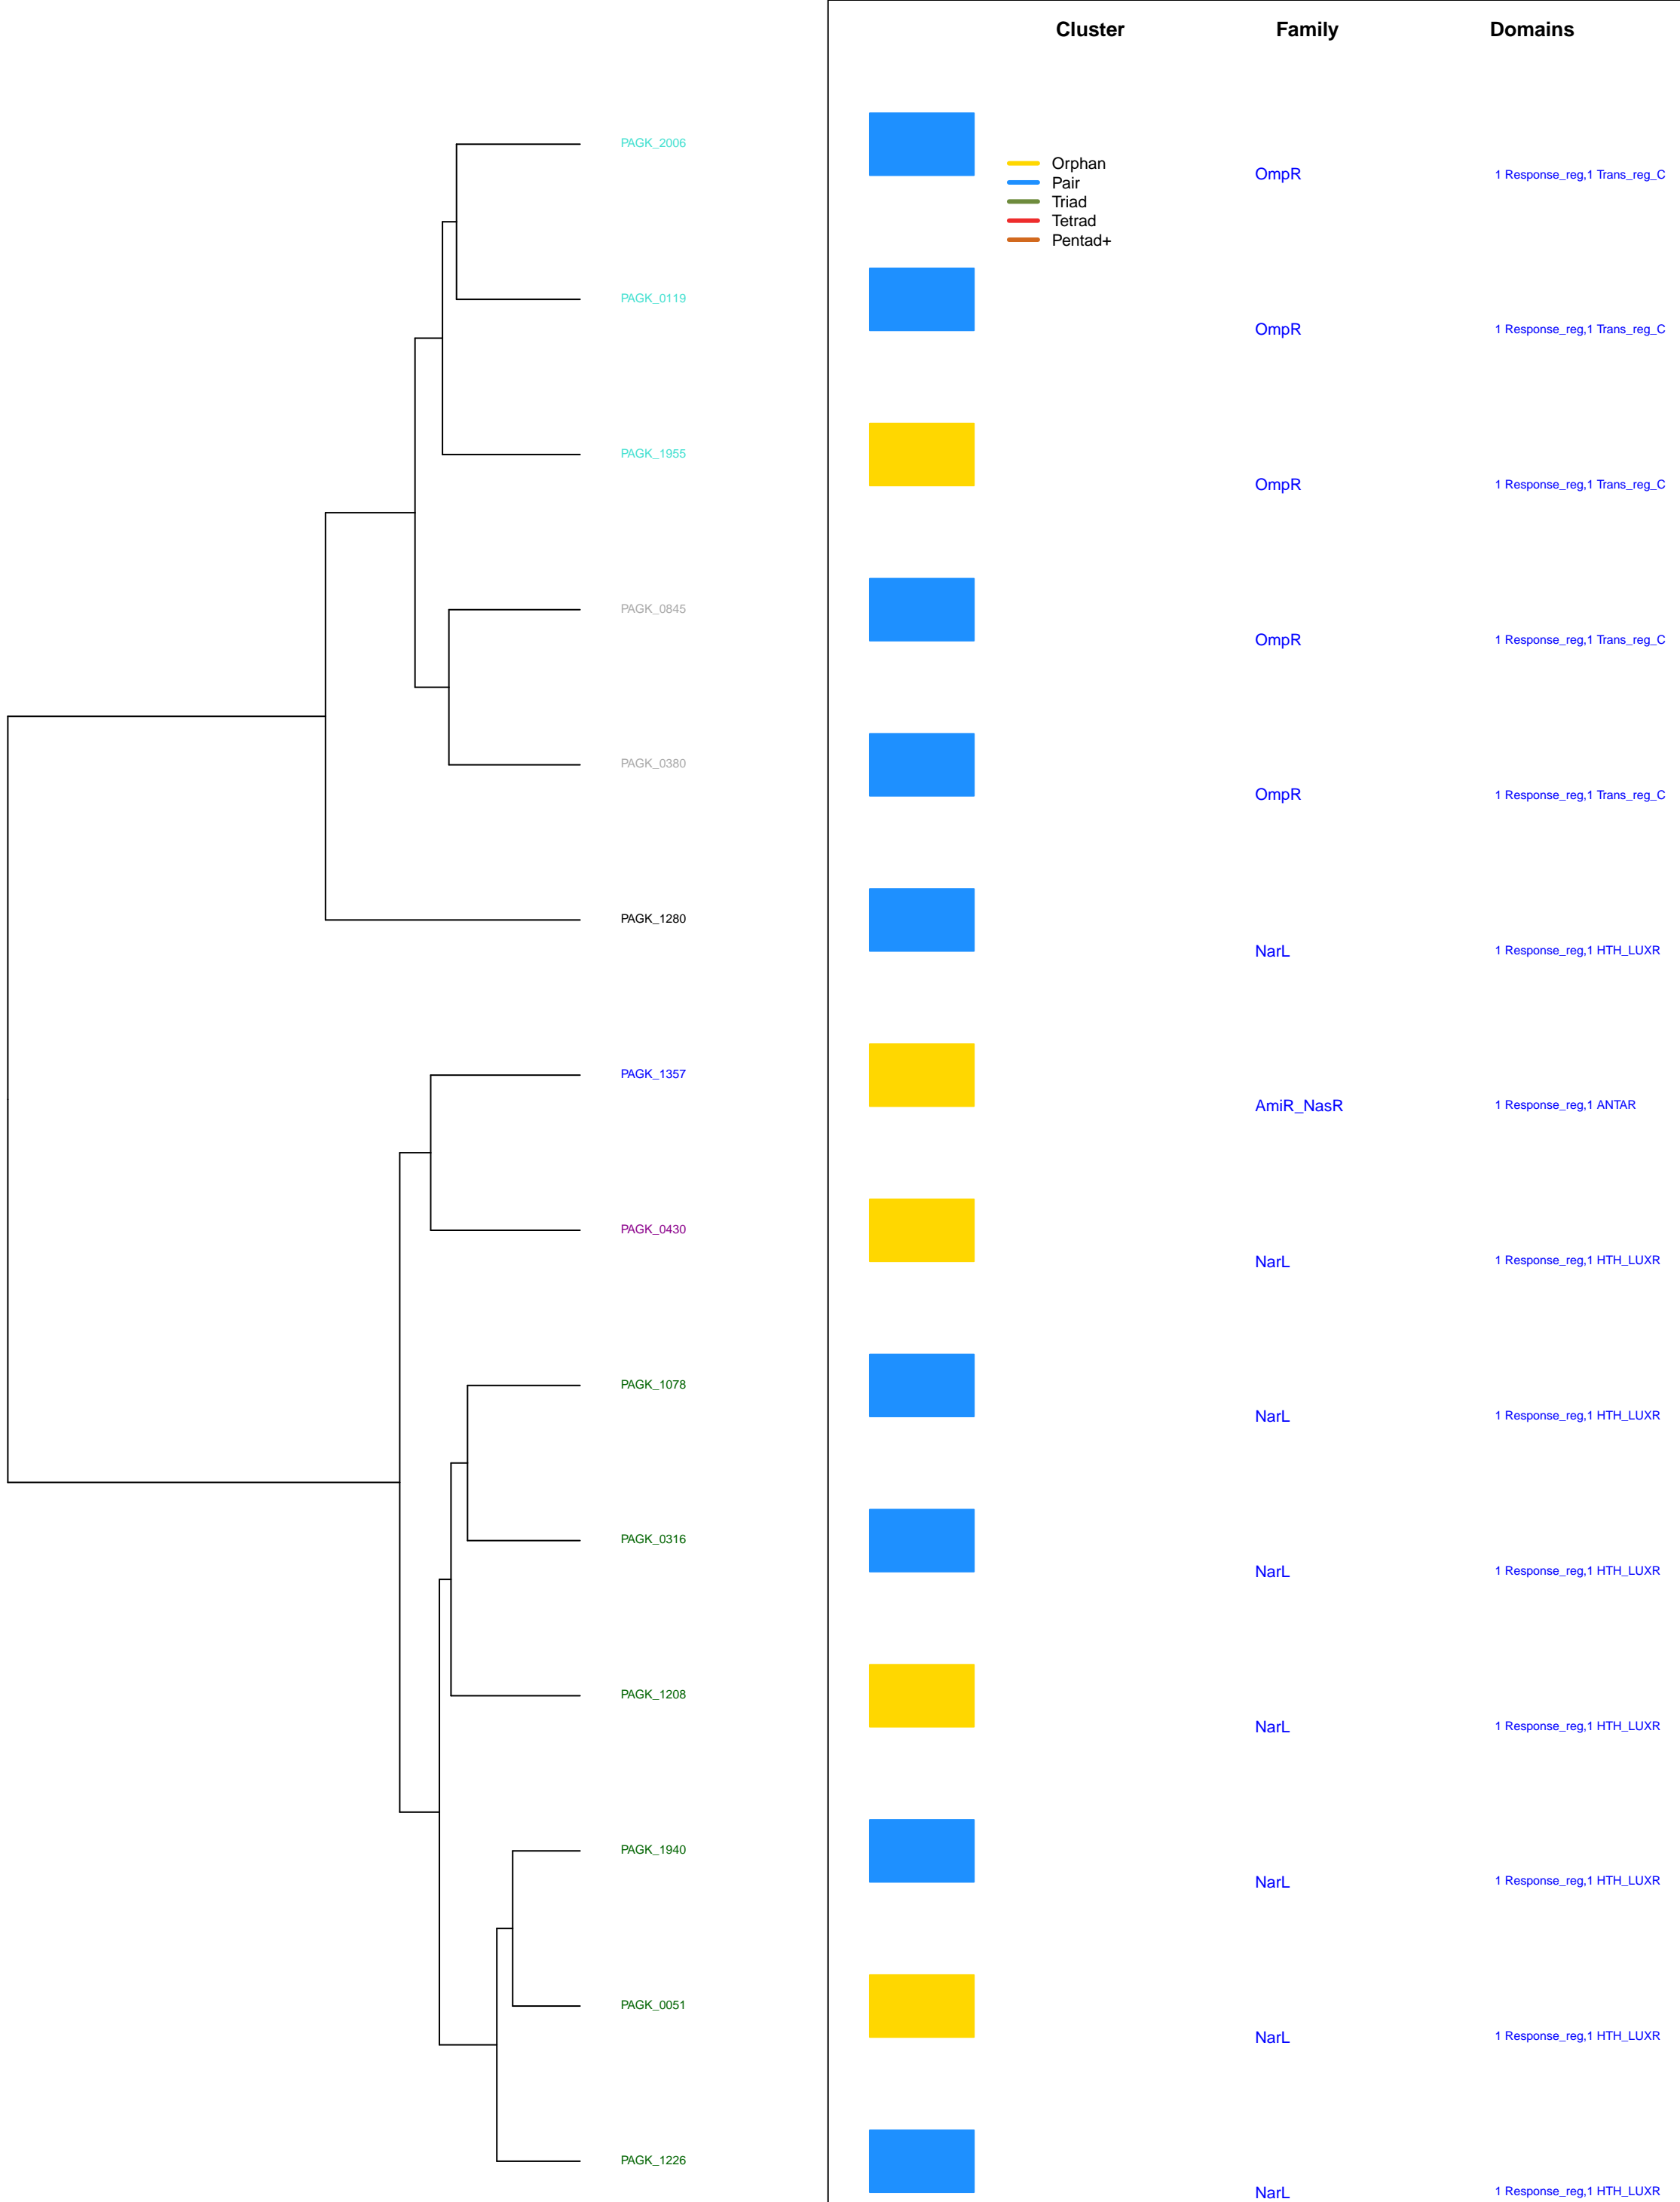 Cluster Family Domains
PAGK_2006
Orphan
Pair
Triad
Tetrad
Pentad+
OmpR 1 Response_reg,1 Trans_reg_C
PAGK_0119
OmpR 1 Response_reg,1 Trans_reg_C
PAGK_1955
OmpR 1 Response_reg,1 Trans_reg_C
PAGK_0845
OmpR 1 Response_reg,1 Trans_reg_C
PAGK_0380
OmpR 1 Response_reg,1 Trans_reg_C
PAGK_1280
NarL 1 Response_reg,1 HTH_LUXR
PAGK_1357
AmiR_NasR 1 Response_reg,1 ANTAR
PAGK_0430
NarL 1 Response_reg,1 HTH_LUXR
PAGK_1078
NarL 1 Response_reg,1 HTH_LUXR
PAGK_0316
NarL 1 Response_reg,1 HTH_LUXR
PAGK_1208
NarL 1 Response_reg,1 HTH_LUXR
PAGK_1940
NarL 1 Response_reg,1 HTH_LUXR
PAGK_0051
NarL 1 Response_reg,1 HTH_LUXR
PAGK_1226
NarL 1 Response_reg,1 HTH_LUXR